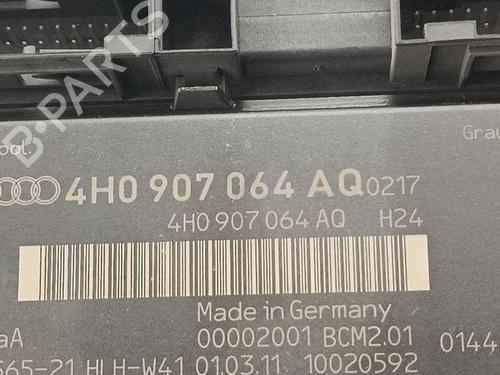 B-PARTS
ool.
Grau
4H0 907 064 AQ 0217
4H0 907 064 AQ H24
Made in Germany
aA 00002001 BCM2.01 0144
565-21 HLH-W41 01.03.11 10020592